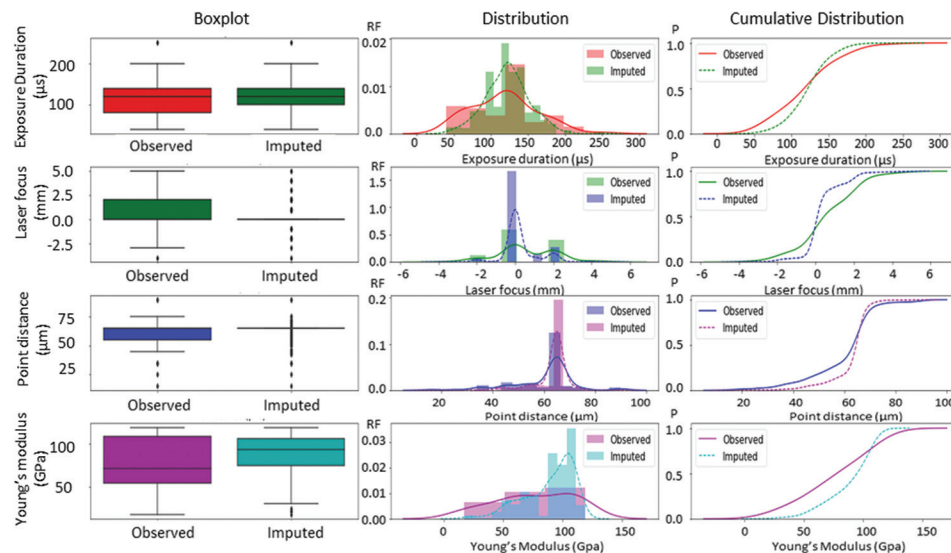 Boxplot Distribution Cumulative Distribution
Exposure Duration (µs)
200
100
Observed Imputed
RF
0.02
0.01
0.0
Observed
Imputed
0 50 100 150 200 250 300
Exposure duration (µs)
P
1.0
0.5
0
Observed
Imputed
0 50 100 150 200 250 300
Exposure duration (µs)
Laser focus (mm)
5.0
2.5
0.0
-2.5
Observed Imputed
RF
1.5
1.0
0.5
0.0
Observed
Imputed
-6 -4 -2 0 2 4 6
Laser focus (mm)
P
1.0
0.5
0
Observed
Imputed
-6 -4 -2 0 2 4 6
Laser focus (mm)
Point distance (µm)
75
50
25
Observed Imputed
RF
0.2
0.1
0.0
Observed
Imputed
20 40 60 80 100
Point distance (µm)
P
1.0
0.5
0
Observed
Imputed
20 40 60 80 100
Point distance (µm)
Young's modulus (GPa)
100
50
Observed Imputed
RF
0.03
0.02
0.01
0.00
Observed
Imputed
0 50 100 150
Young's Modulus (Gpa)
P
1.0
0.5
0
Observed
Imputed
0 50 100 150
Young's Modulus (Gpa)